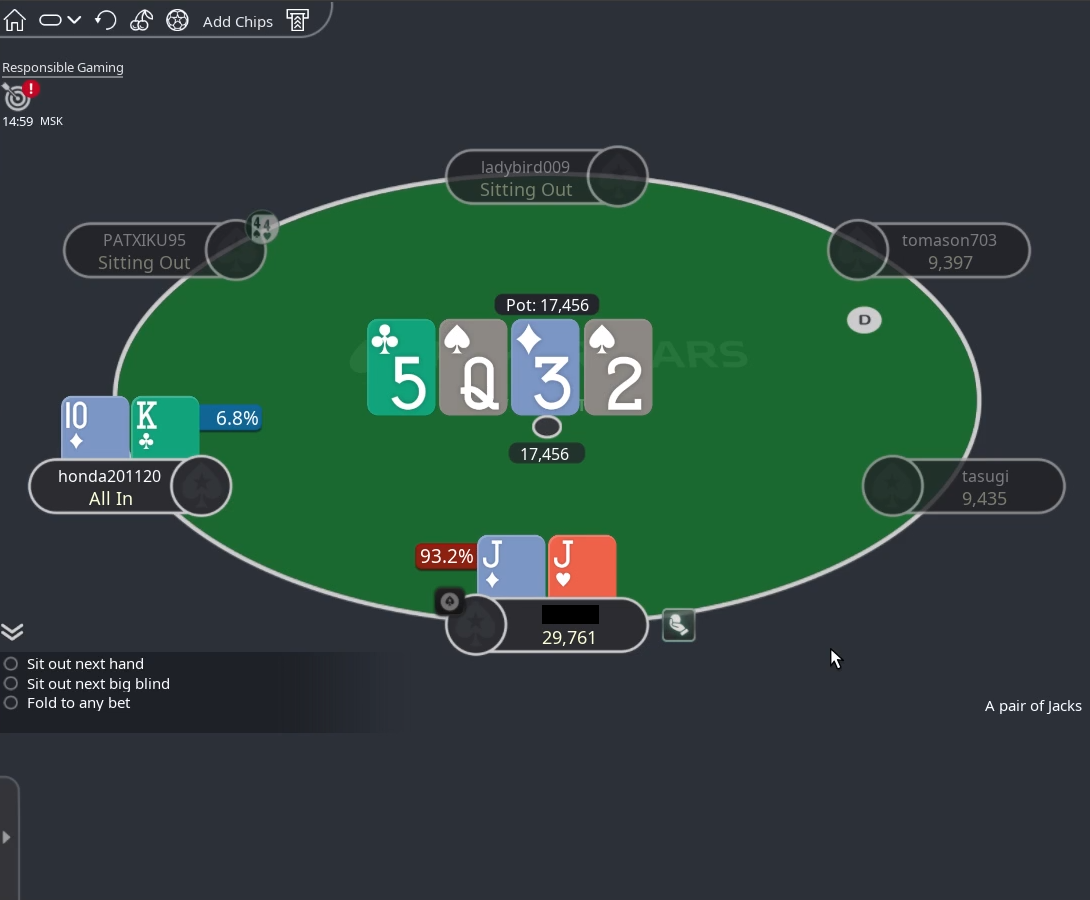 Add Chips
Responsible Gaming
!
14:59 MSK
ladybird009
Sitting Out
PATXIKU95
Sitting Out
4 4
tomason703
9,397
Pot: 17,456
D
5 Q 3 2
17,456
10 K 6.8%
honda201120
All In
tasugi
9,435
93.2% J J
29,761
Sit out next hand
Sit out next big blind
Fold to any bet
A pair of Jacks